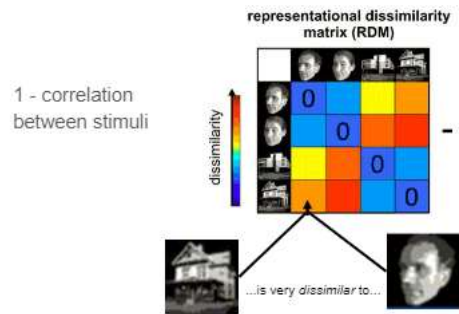 representational dissimilarity
matrix (RDM)
1 - correlation
between stimuli
dissimilarity
0
0
0
0
-
...is very dissimilar to...